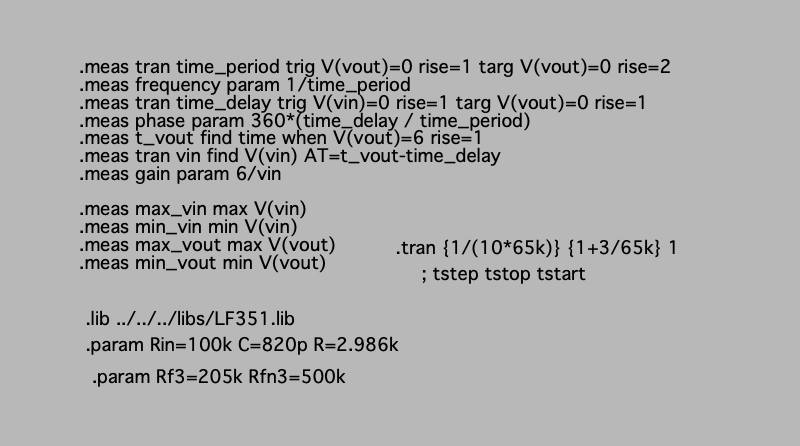 .meas tran time_period trig V(vout)=0 rise=1 targ V(vout)=0 rise=2
.meas frequency param 1/time_period
.meas tran time_delay trig V(vin)=0 rise=1 targ V(vout)=0 rise=1
.meas phase param 360*(time_delay / time_period)
.meas t_vout find time when V(vout)=6 rise=1
.meas tran vin find V(vin) AT=t_vout-time_delay
.meas gain param 6/vin
.meas max_vin max V(vin)
.meas min_vin min V(vin)
.meas max_vout max V(vout)
.meas min_vout min V(vout)
.tran {1/(10*65k)} {1+3/65k} 1
; tstep tstop tstart
.lib ../../../libs/LF351.lib
.param Rin=100k C=820p R=2.986k
.param Rf3=205k Rfn3=500k